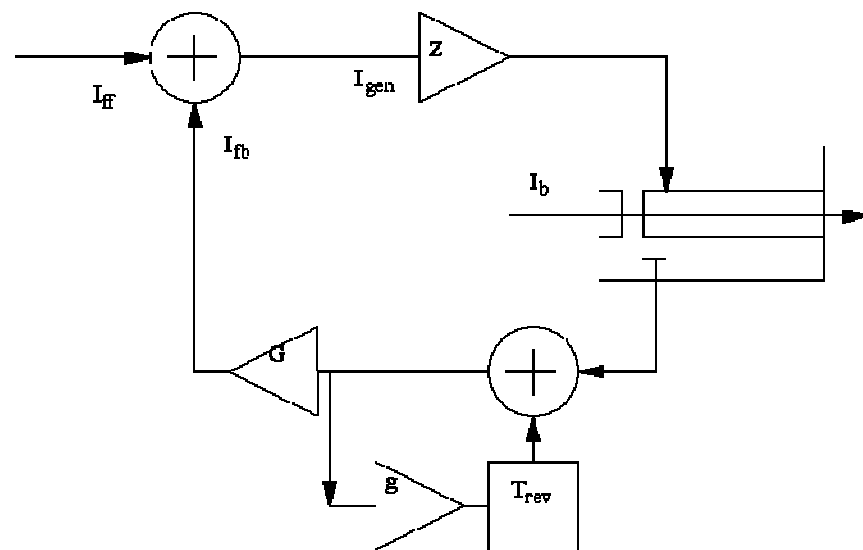 z
I_gen
I_ff
I_fb
I_b
G
g
T_rev